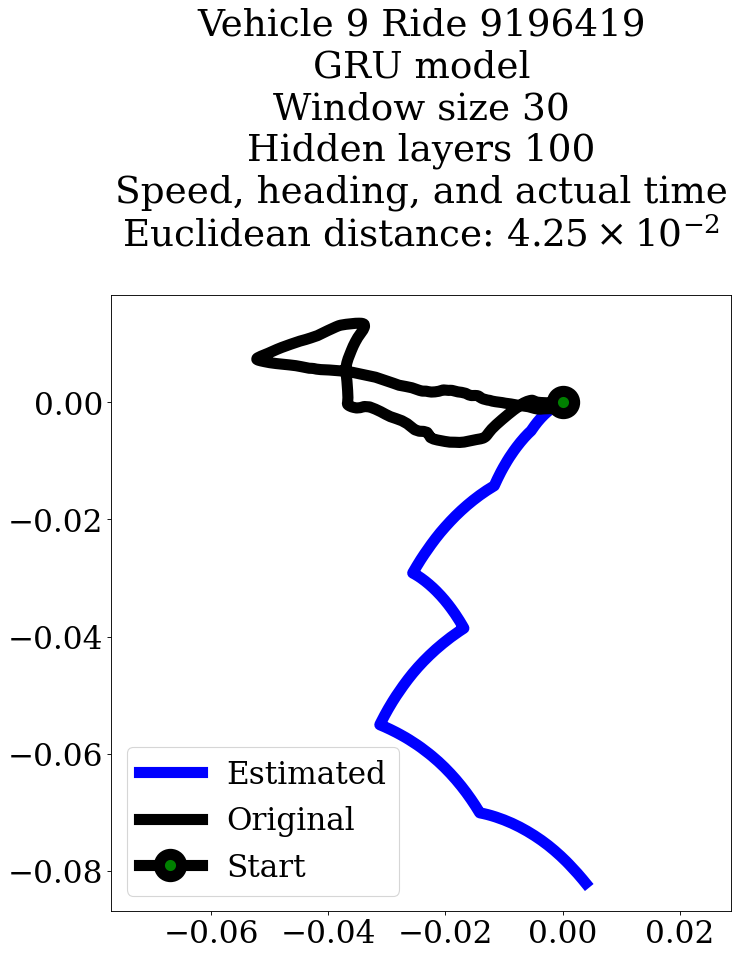 Vehicle 9 Ride 9196419
GRU model
Window size 30
Hidden layers 100
Speed, heading, and actual time
Euclidean distance: 4.25 × 10⁻²
0.00
−0.02
−0.04
−0.06
−0.08
Estimated
Original
Start
−0.06 −0.04 −0.02 0.00 0.02